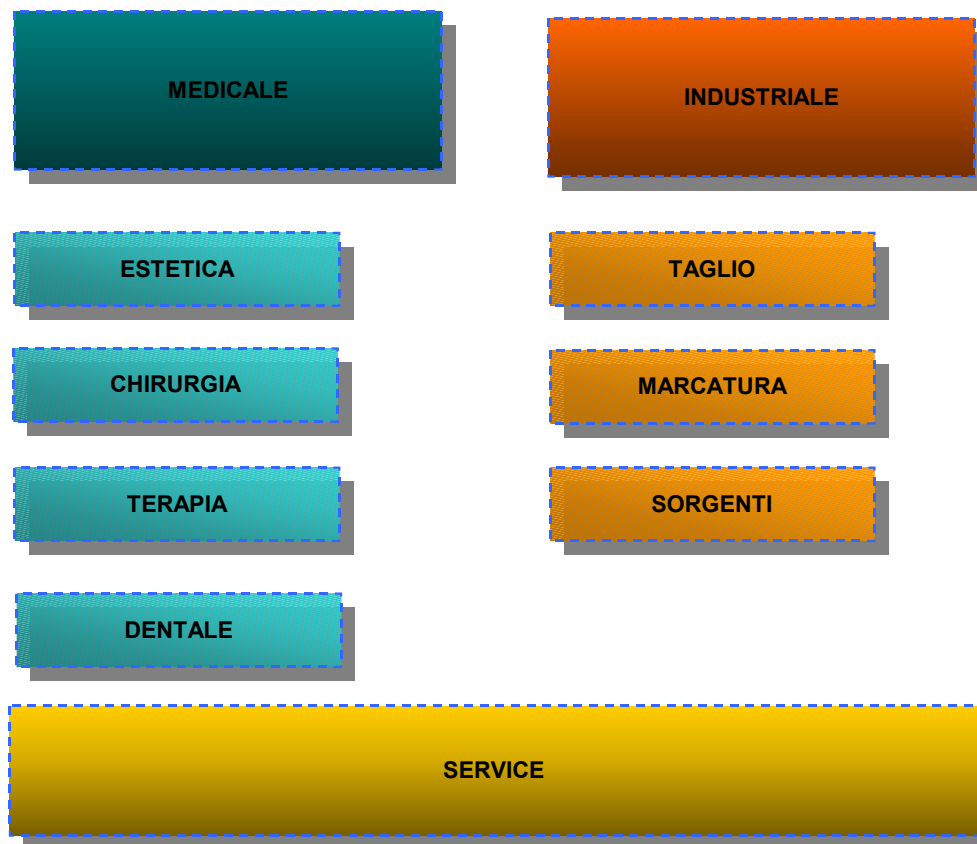 MEDICALE
INDUSTRIALE
ESTETICA
TAGLIO
CHIRURGIA
MARCATURA
TERAPIA
SORGENTI
DENTALE
SERVICE